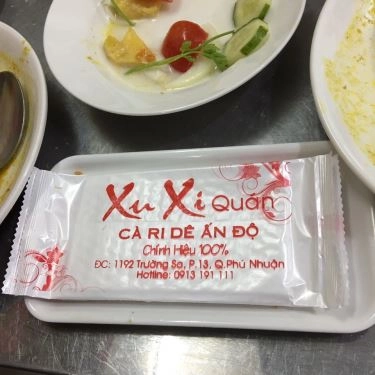 Xu Xi Quán
CÀ RI DÊ ẤN ĐỘ
Chính Hiệu 100%
ĐC: 1192 Trường Sa, P.13, Q.Phú Nhuận
Hotline: 0913 191 111